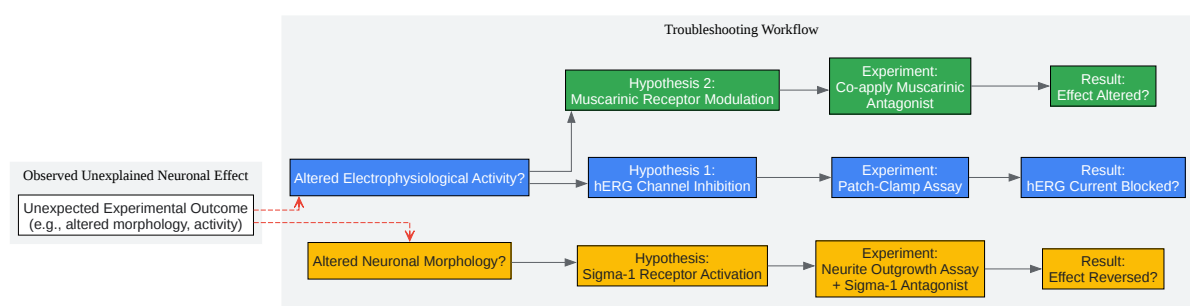 Troubleshooting Workflow
Hypothesis 2:
Muscarinic Receptor Modulation
Experiment:
Co-apply Muscarinic
Antagonist
Result:
Effect Altered?
Observed Unexplained Neuronal Effect
Unexpected Experimental Outcome
(e.g., altered morphology, activity)
Altered Electrophysiological Activity?
Hypothesis 1:
hERG Channel Inhibition
Experiment:
Patch-Clamp Assay
Result:
hERG Current Blocked?
Altered Neuronal Morphology?
Hypothesis:
Sigma-1 Receptor Activation
Experiment:
Neurite Outgrowth Assay
+ Sigma-1 Antagonist
Result:
Effect Reversed?